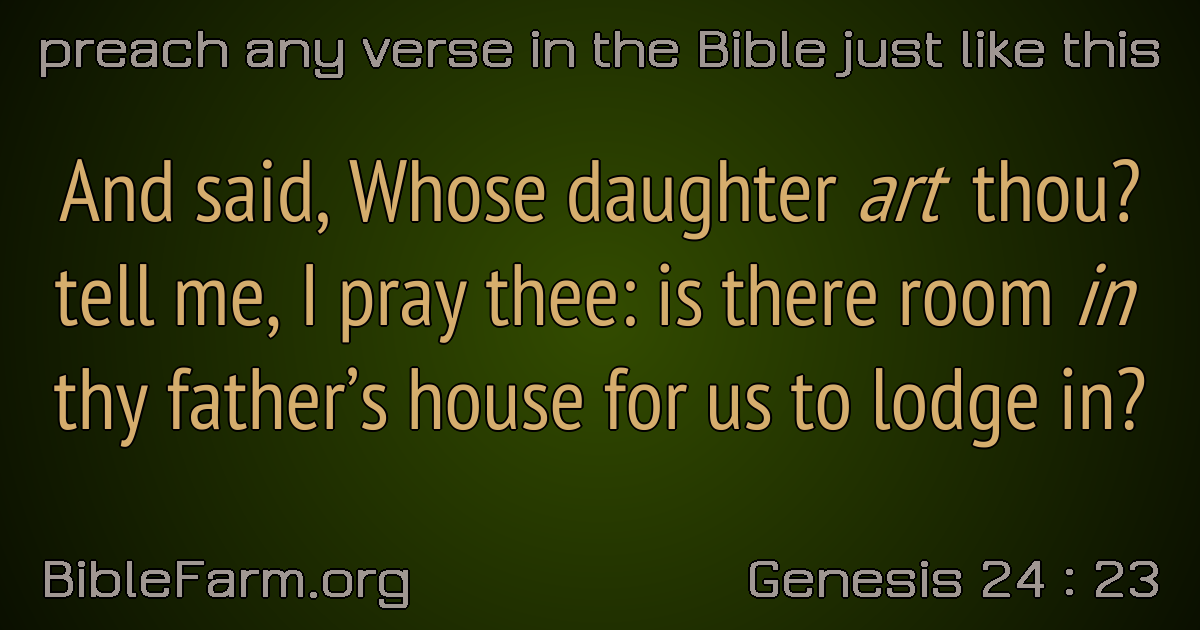 preach any verse in the Bible just like this
And said, Whose daughter art thou?
tell me, I pray thee: is there room in
thy father’s house for us to lodge in?
BibleFarm.org
Genesis 24 : 23